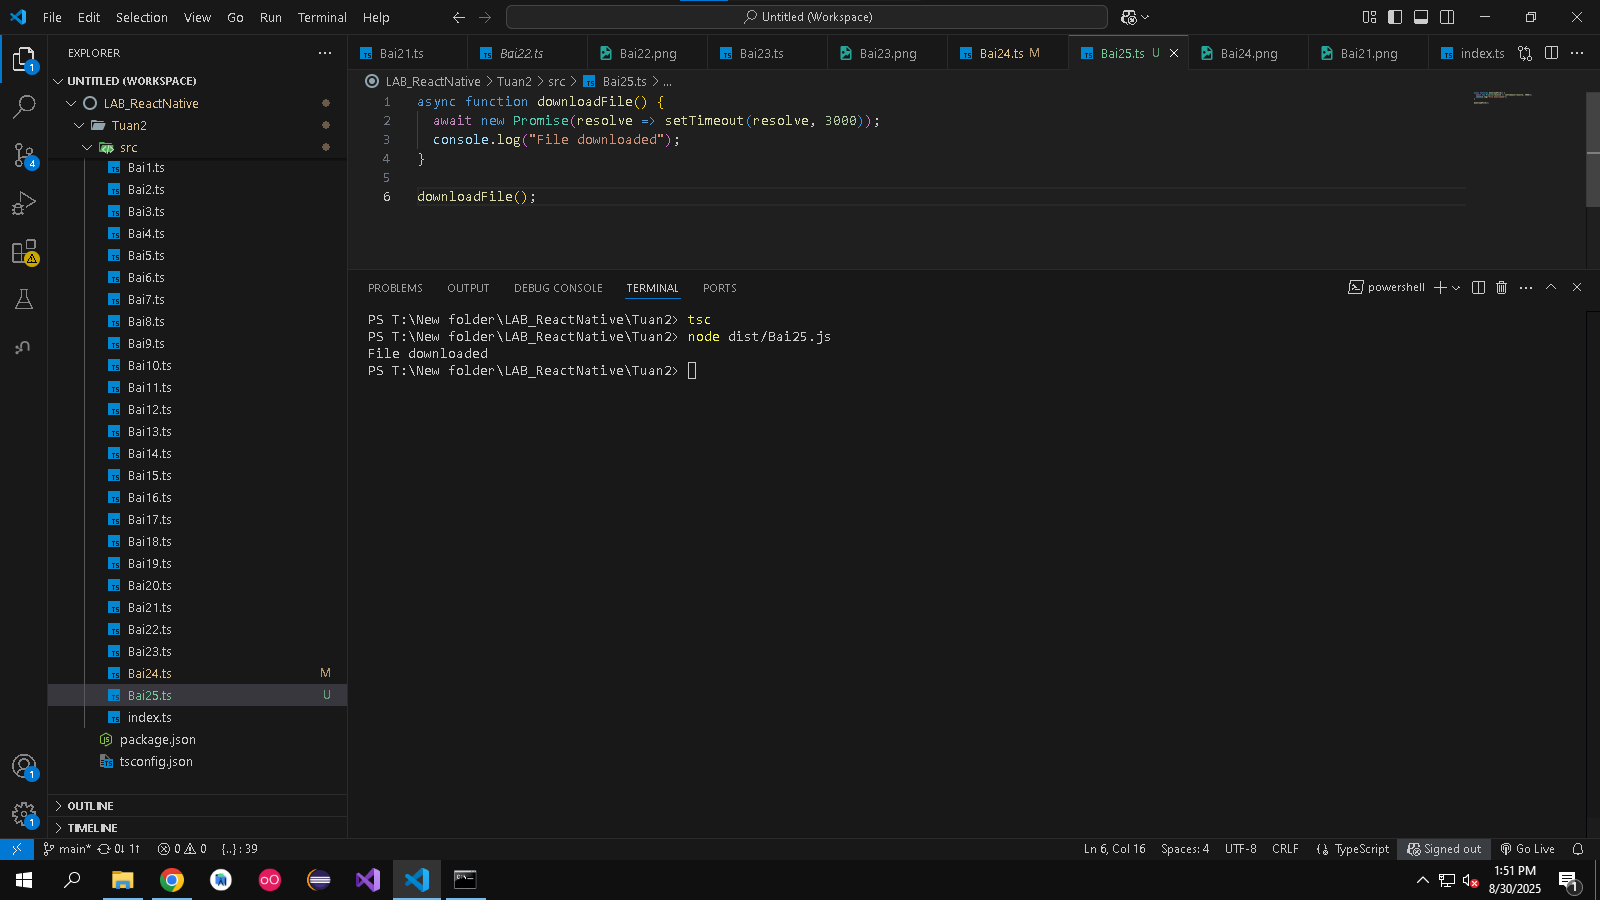 File Edit Selection View Go Run Terminal Help
Untitled (Workspace)
EXPLORER
UNTITLED (WORKSPACE)
LAB_ReactNative
Tuan2
src
Bai1.ts
Bai2.ts
Bai3.ts
Bai4.ts
Bai5.ts
Bai6.ts
Bai7.ts
Bai8.ts
Bai9.ts
Bai10.ts
Bai11.ts
Bai12.ts
Bai13.ts
Bai14.ts
Bai15.ts
Bai16.ts
Bai17.ts
Bai18.ts
Bai19.ts
Bai20.ts
Bai21.ts
Bai22.ts
Bai23.ts
Bai24.ts M
Bai25.ts U
index.ts
package.json
tsconfig.json
OUTLINE
TIMELINE
Bai21.ts Bai22.ts Bai22.png Bai23.ts Bai23.png Bai24.ts M Bai25.ts U Bai24.png Bai21.png index.ts
LAB_ReactNative > Tuan2 > src > Bai25.ts > ...
1 async function downloadFile() {
2 await new Promise(resolve => setTimeout(resolve, 3000));
3 console.log("File downloaded");
4 }
5
6 downloadFile();
PROBLEMS OUTPUT DEBUG CONSOLE TERMINAL PORTS
powershell
PS T:\New folder\LAB_ReactNative\Tuan2> tsc
PS T:\New folder\LAB_ReactNative\Tuan2> node dist/Bai25.js
File downloaded
PS T:\New folder\LAB_ReactNative\Tuan2>
main* 0↓ 1↑ 0 0 {..} : 39
Ln 6, Col 16 Spaces: 4 UTF-8 CRLF TypeScript Signed out Go Live
1:51 PM
8/30/2025